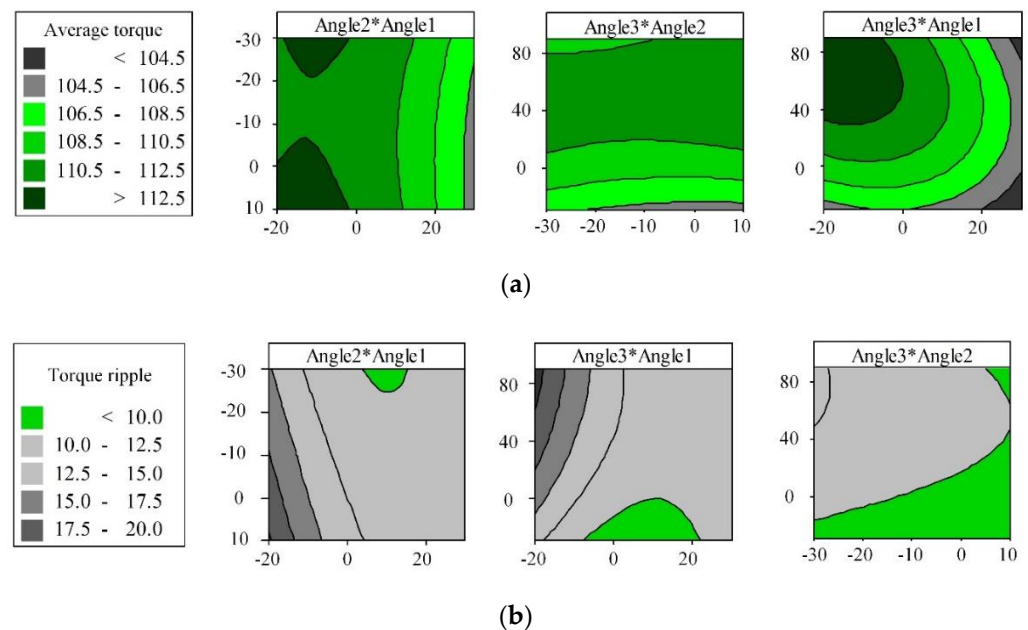 Average torque
< 104.5
104.5 - 106.5
106.5 - 108.5
108.5 - 110.5
110.5 - 112.5
> 112.5
Angle2*Angle1
-30
-20
-10
0
10
-20 0 20
Angle3*Angle2
80
40
0
-30 -20 -10 0 10
Angle3*Angle1
80
40
0
-20 0 20
(a)
Torque ripple
< 10.0
10.0 - 12.5
12.5 - 15.0
15.0 - 17.5
17.5 - 20.0
Angle2*Angle1
-30
-20
-10
0
10
-20 0 20
Angle3*Angle1
80
40
0
-20 0 20
Angle3*Angle2
80
40
0
-30 -20 -10 0 10
(b)